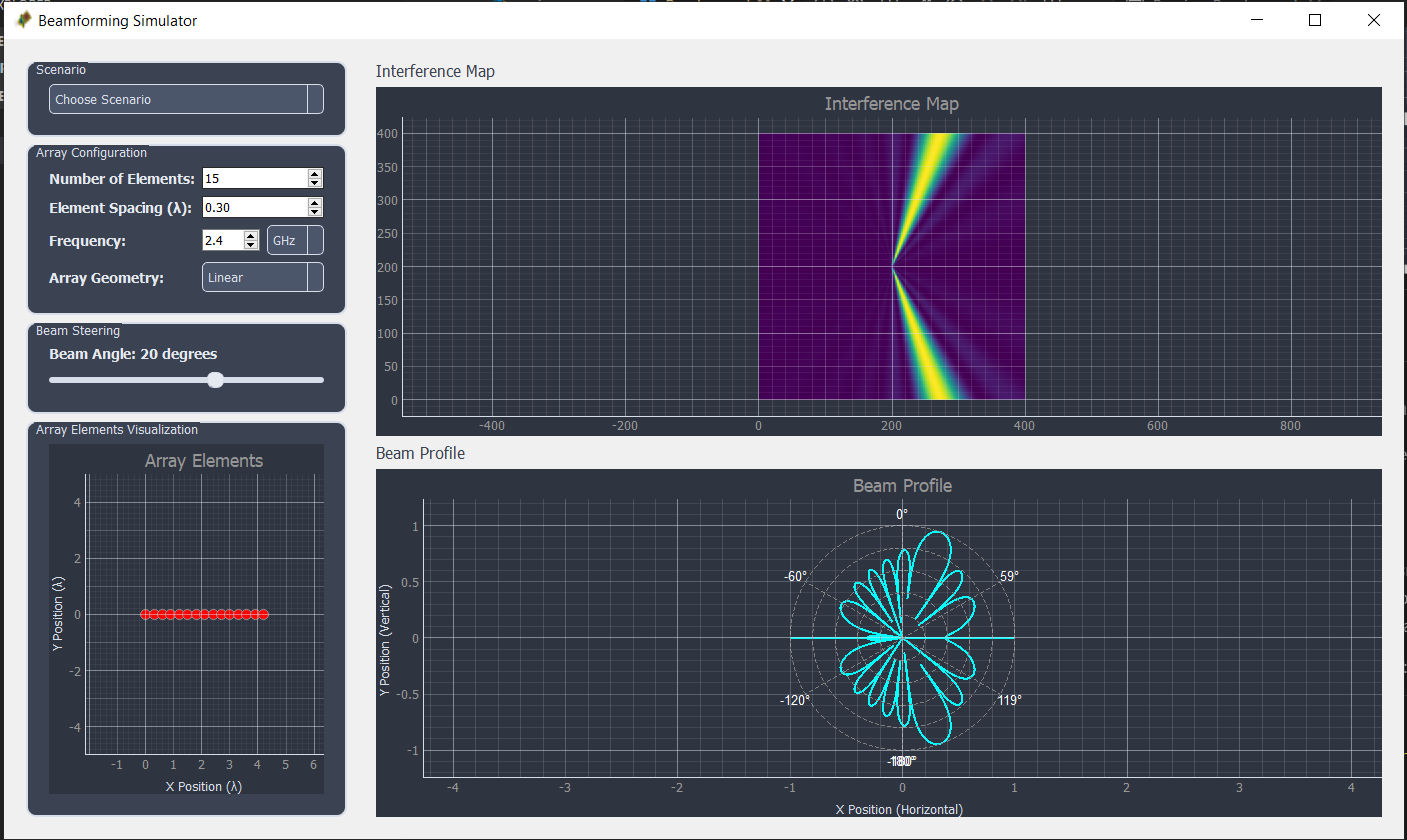 Beamforming Simulator
Scenario
Choose Scenario
Array Configuration
Number of Elements: 15
Element Spacing (λ): 0.30
Frequency: 2.4 GHz
Array Geometry: Linear
Beam Steering
Beam Angle: 20 degrees
Array Elements Visualization
Array Elements
4
2
0
-2
-4
-1 0 1 2 3 4 5 6
Y Position (λ)
X Position (λ)
Interference Map
Interference Map
400
350
300
250
200
150
100
50
0
-400 -200 0 200 400 600 800
Beam Profile
Beam Profile
1
0.5
0
-0.5
-1
0°
-60° 59°
-120° 119°
-4 -3 -2 -1 0 1 2 3 4
Y Position (Vertical)
X Position (Horizontal)